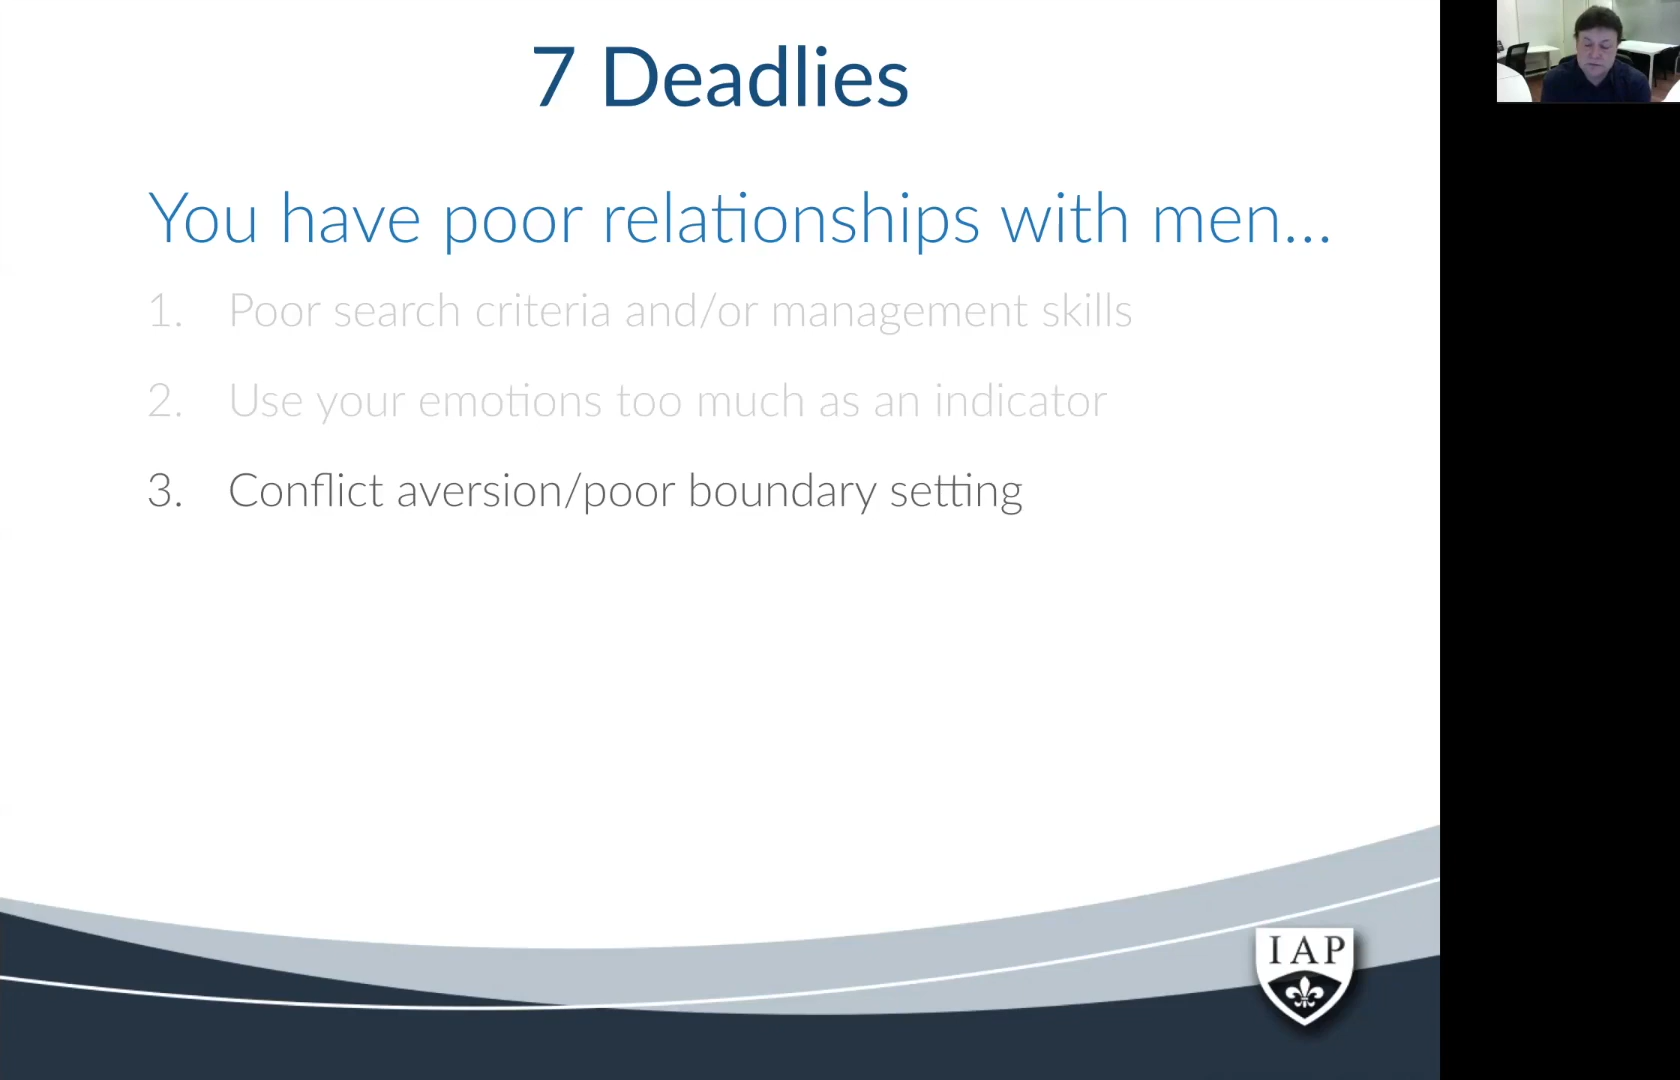 7 Deadlies
You have poor relationships with men...
1. Poor search criteria and/or management skills
2. Use your emotions too much as an indicator
3. Conflict aversion/poor boundary setting
IAP